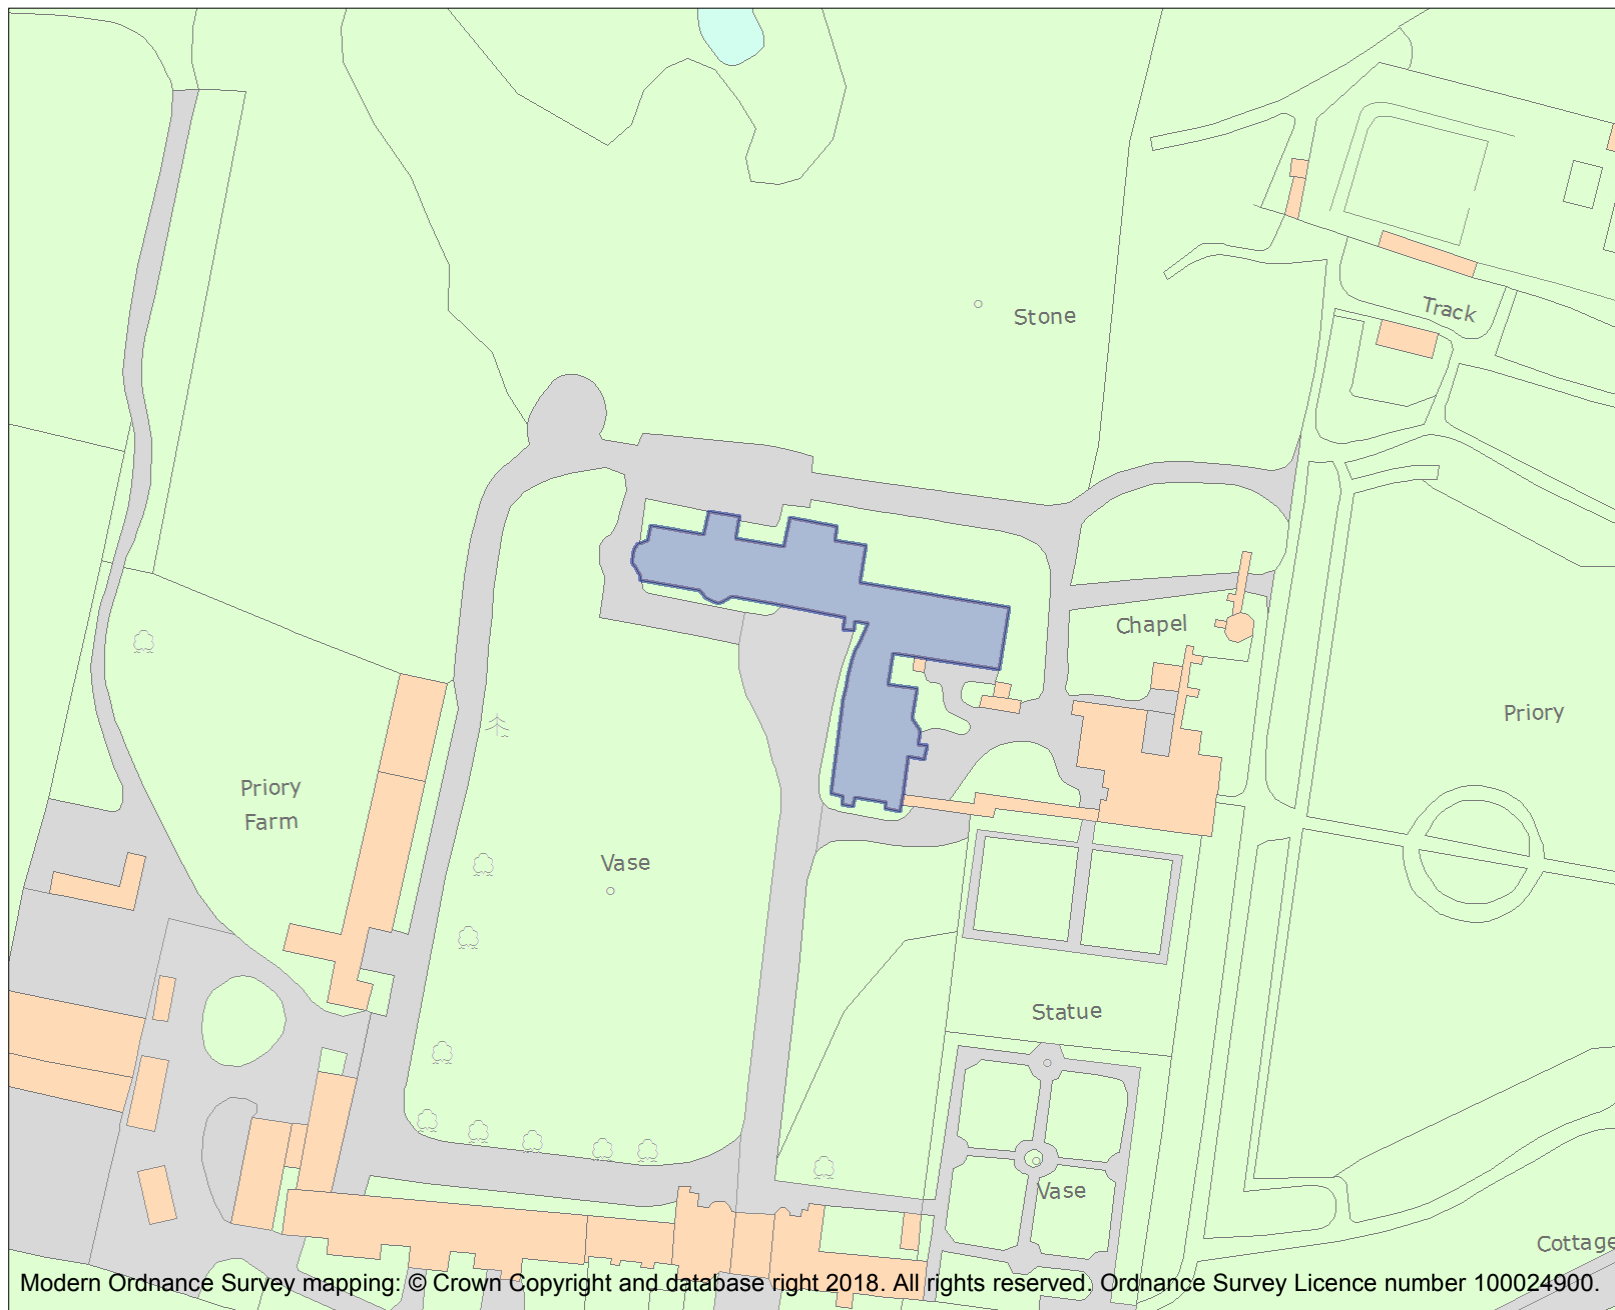 Stone
Track
Chapel
Priory
Priory
Farm
Vase
Statue
Vase
Cottage
Modern Ordnance Survey mapping: © Crown Copyright and database right 2018. All rights reserved. Ordnance Survey Licence number 100024900.